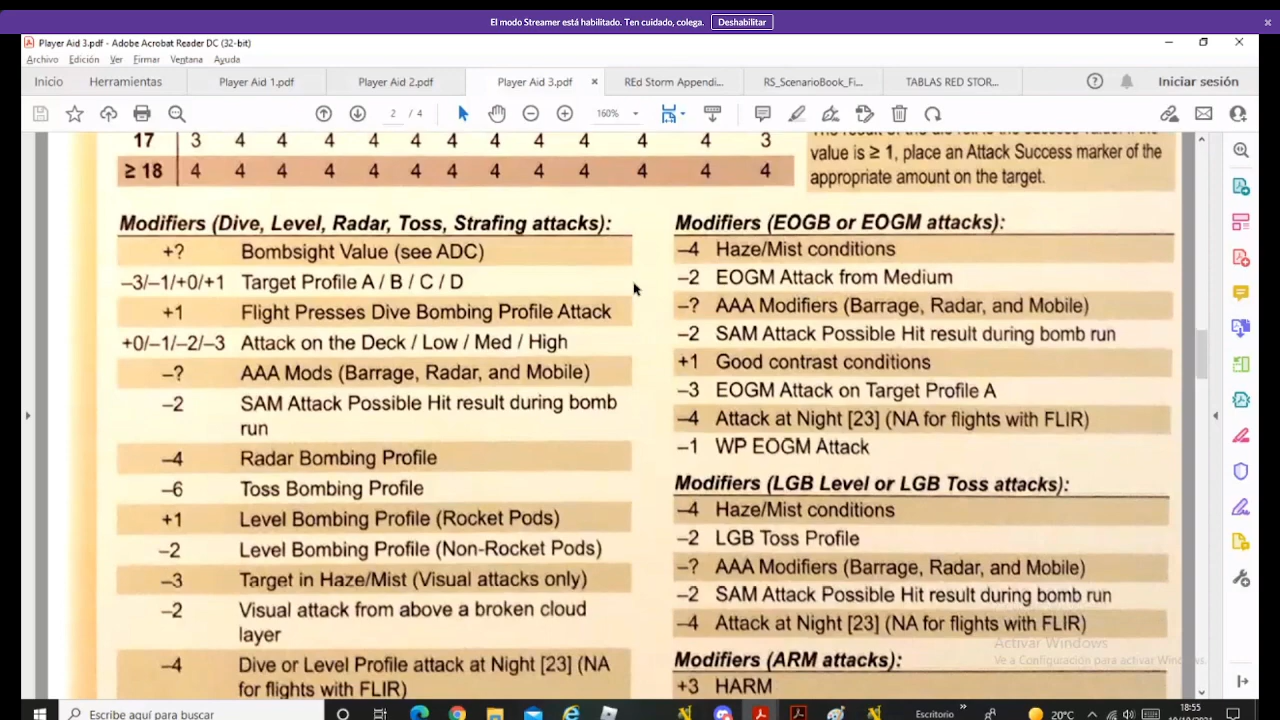 El modo Streamer está habilitado. Ten cuidado, colega. Deshabilitar ×
Player Aid 3.pdf - Adobe Acrobat Reader DC (32-bit)
Archivo Edición Ver Firmar Ventana Ayuda
Inicio Herramientas Player Aid 1.pdf Player Aid 2.pdf Player Aid 3.pdf × REd Storm Appendi... RS_ScenarioBook_Fi... TABLAS RED STOR... Iniciar sesión
2 / 4 160%
17 3 4 4 4 4 4 4 4 4 4 4 3
≥ 18 4 4 4 4 4 4 4 4 4 4 4 4
value is ≥ 1, place an Attack Success marker of the
appropriate amount on the target.
Modifiers (Dive, Level, Radar, Toss, Strafing attacks):
+? Bombsight Value (see ADC)
–3/–1/+0/+1 Target Profile A / B / C / D
+1 Flight Presses Dive Bombing Profile Attack
+0/–1/–2/–3 Attack on the Deck / Low / Med / High
–? AAA Mods (Barrage, Radar, and Mobile)
–2 SAM Attack Possible Hit result during bomb
run
–4 Radar Bombing Profile
–6 Toss Bombing Profile
+1 Level Bombing Profile (Rocket Pods)
–2 Level Bombing Profile (Non-Rocket Pods)
–3 Target in Haze/Mist (Visual attacks only)
–2 Visual attack from above a broken cloud
layer
–4 Dive or Level Profile attack at Night [23] (NA
for flights with FLIR)
Modifiers (EOGB or EOGM attacks):
–4 Haze/Mist conditions
–2 EOGM Attack from Medium
–? AAA Modifiers (Barrage, Radar, and Mobile)
–2 SAM Attack Possible Hit result during bomb run
+1 Good contrast conditions
–3 EOGM Attack on Target Profile A
–4 Attack at Night [23] (NA for flights with FLIR)
–1 WP EOGM Attack
Modifiers (LGB Level or LGB Toss attacks):
–4 Haze/Mist conditions
–2 LGB Toss Profile
–? AAA Modifiers (Barrage, Radar, and Mobile)
–2 SAM Attack Possible Hit result during bomb run
–4 Attack at Night [23] (NA for flights with FLIR)
Modifiers (ARM attacks):
+3 HARM
Activar Windows
Ve a Configuración para activar Windows.
Escribe aquí para buscar
Escritorio » 20°C 18:55